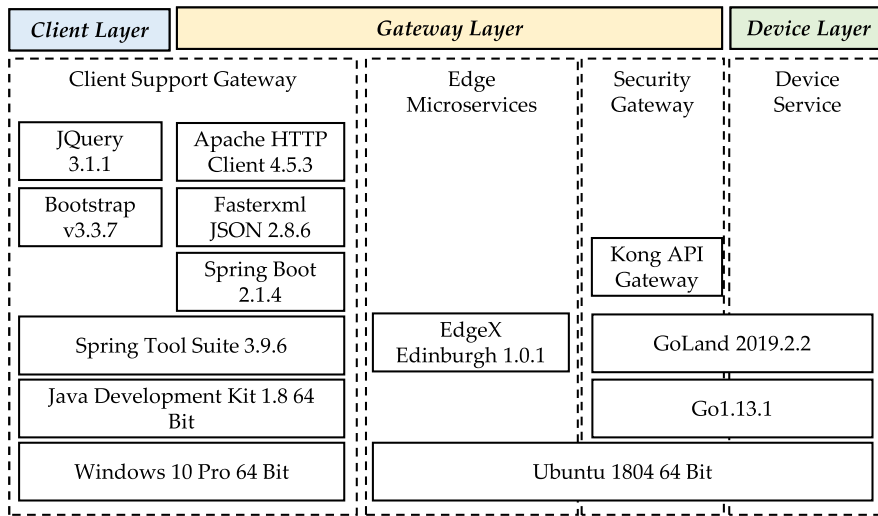 Client Layer
Gateway Layer
Device Layer
Client Support Gateway
Edge
Microservices
Security
Gateway
Device
Service
JQuery
3.1.1
Apache HTTP
Client 4.5.3
Bootstrap
v3.3.7
Fasterxml
JSON 2.8.6
Spring Boot
2.1.4
Kong API
Gateway
Spring Tool Suite 3.9.6
EdgeX
Edinburgh 1.0.1
GoLand 2019.2.2
Java Development Kit 1.8 64
Bit
Go1.13.1
Windows 10 Pro 64 Bit
Ubuntu 1804 64 Bit